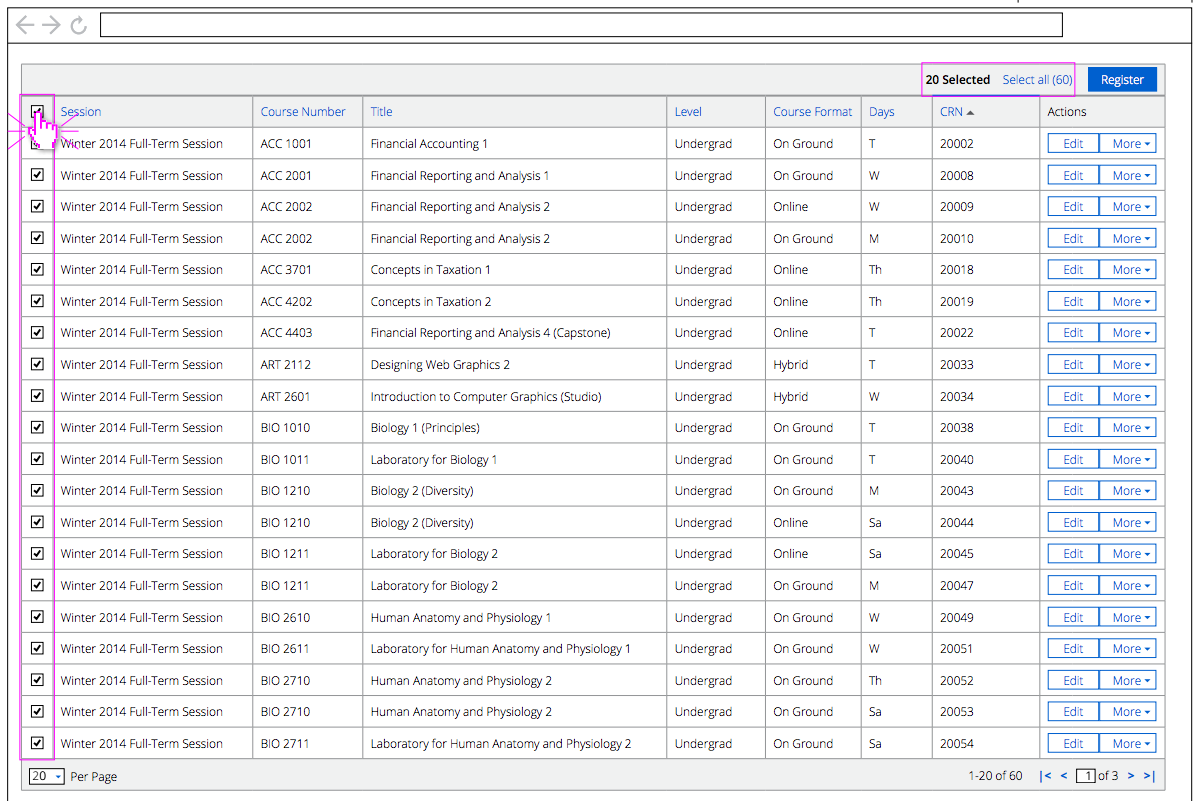 20 Selected Select all (60) Register
Session Course Number Title Level Course Format Days CRN Actions
Winter 2014 Full-Term Session ACC 1001 Financial Accounting 1 Undergrad On Ground T 20002 Edit More
Winter 2014 Full-Term Session ACC 2001 Financial Reporting and Analysis 1 Undergrad On Ground W 20008 Edit More
Winter 2014 Full-Term Session ACC 2002 Financial Reporting and Analysis 2 Undergrad Online W 20009 Edit More
Winter 2014 Full-Term Session ACC 2002 Financial Reporting and Analysis 2 Undergrad On Ground M 20010 Edit More
Winter 2014 Full-Term Session ACC 3701 Concepts in Taxation 1 Undergrad Online Th 20018 Edit More
Winter 2014 Full-Term Session ACC 4202 Concepts in Taxation 2 Undergrad Online Th 20019 Edit More
Winter 2014 Full-Term Session ACC 4403 Financial Reporting and Analysis 4 (Capstone) Undergrad Online T 20022 Edit More
Winter 2014 Full-Term Session ART 2112 Designing Web Graphics 2 Undergrad Hybrid T 20033 Edit More
Winter 2014 Full-Term Session ART 2601 Introduction to Computer Graphics (Studio) Undergrad Hybrid W 20034 Edit More
Winter 2014 Full-Term Session BIO 1010 Biology 1 (Principles) Undergrad On Ground T 20038 Edit More
Winter 2014 Full-Term Session BIO 1011 Laboratory for Biology 1 Undergrad On Ground T 20040 Edit More
Winter 2014 Full-Term Session BIO 1210 Biology 2 (Diversity) Undergrad On Ground M 20043 Edit More
Winter 2014 Full-Term Session BIO 1210 Biology 2 (Diversity) Undergrad Online Sa 20044 Edit More
Winter 2014 Full-Term Session BIO 1211 Laboratory for Biology 2 Undergrad Online Sa 20045 Edit More
Winter 2014 Full-Term Session BIO 1211 Laboratory for Biology 2 Undergrad On Ground M 20047 Edit More
Winter 2014 Full-Term Session BIO 2610 Human Anatomy and Physiology 1 Undergrad On Ground W 20049 Edit More
Winter 2014 Full-Term Session BIO 2611 Laboratory for Human Anatomy and Physiology 1 Undergrad On Ground W 20051 Edit More
Winter 2014 Full-Term Session BIO 2710 Human Anatomy and Physiology 2 Undergrad On Ground Th 20052 Edit More
Winter 2014 Full-Term Session BIO 2710 Human Anatomy and Physiology 2 Undergrad On Ground Sa 20053 Edit More
Winter 2014 Full-Term Session BIO 2711 Laboratory for Human Anatomy and Physiology 2 Undergrad On Ground Sa 20054 Edit More
20 Per Page 1-20 of 60 |< < 1 of 3 > >|